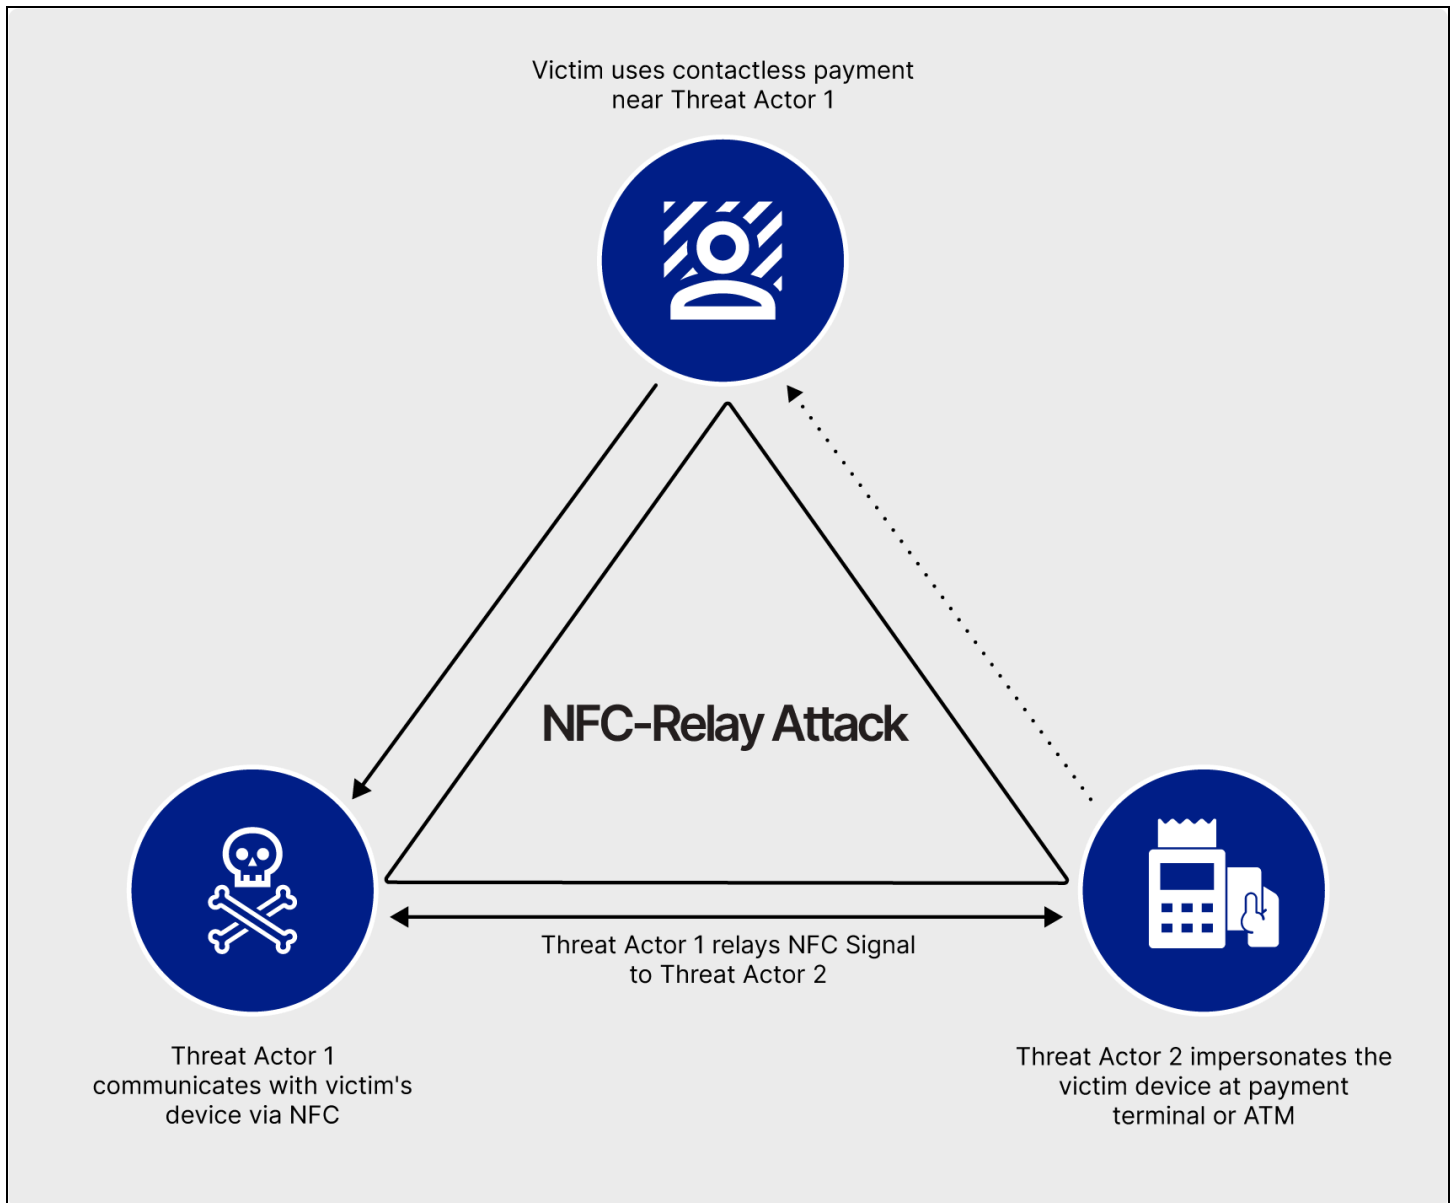 Victim uses contactless payment
near Threat Actor 1
NFC-Relay Attack
Threat Actor 1 relays NFC Signal
to Threat Actor 2
Threat Actor 1
communicates with victim's
device via NFC
Threat Actor 2 impersonates the
victim device at payment
terminal or ATM